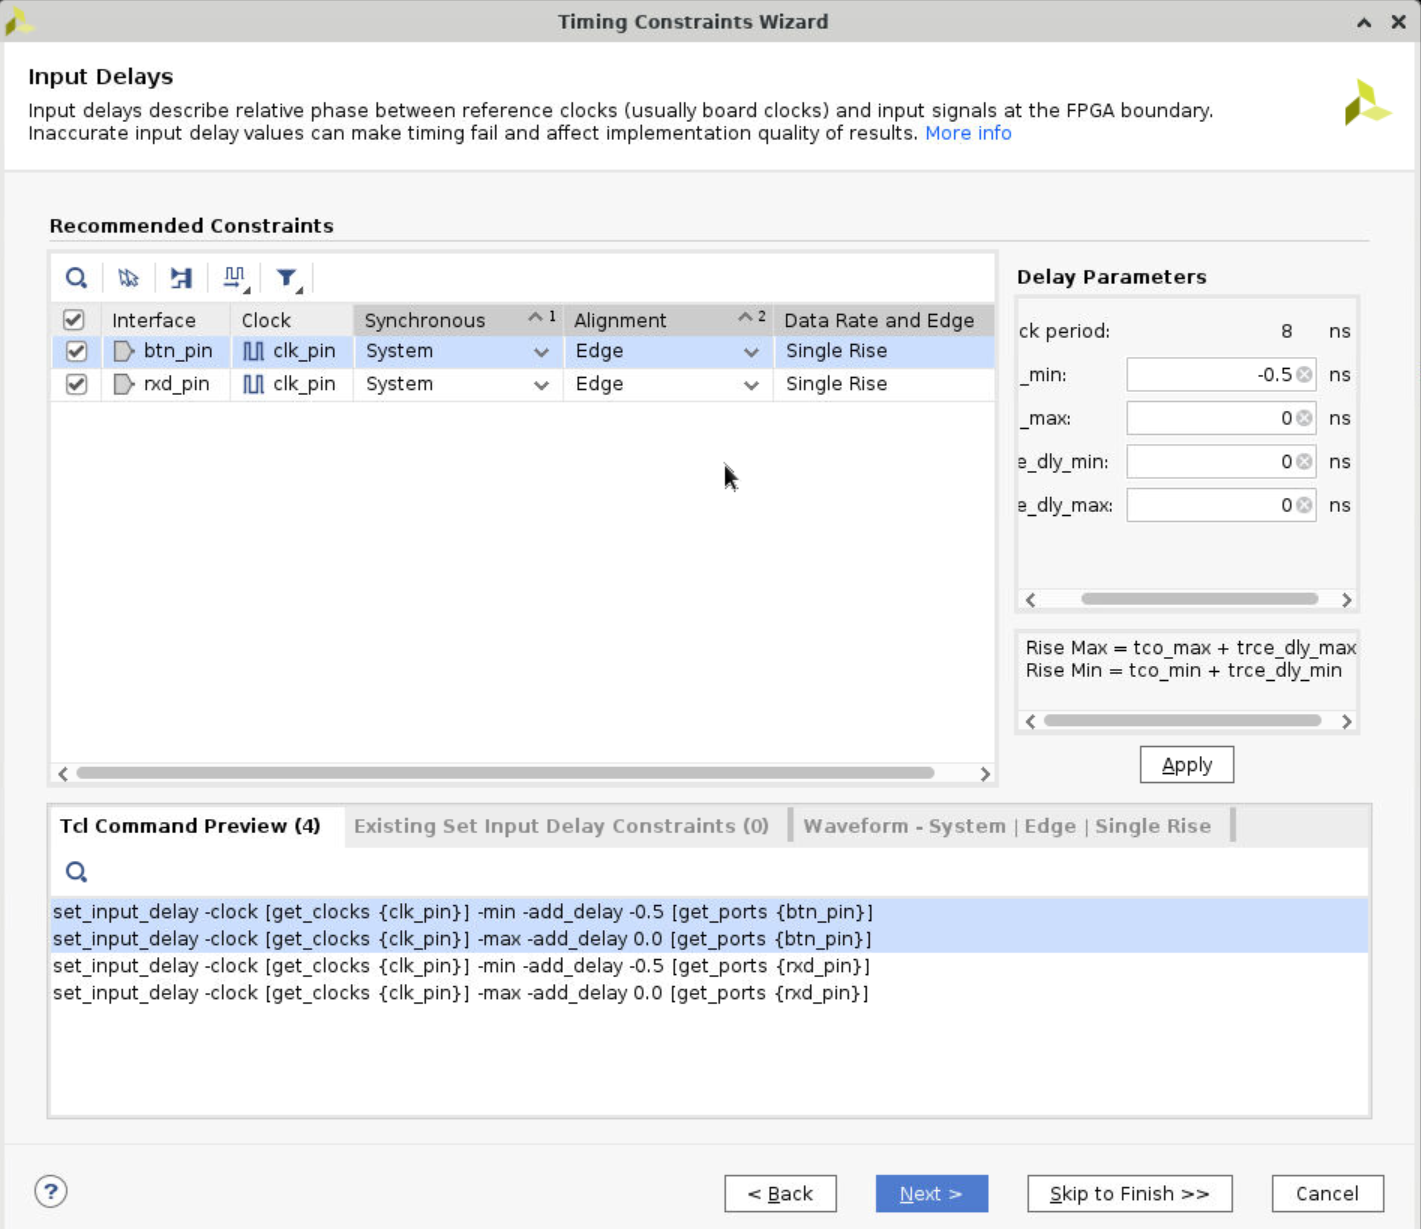 Timing Constraints Wizard
Input Delays
Input delays describe relative phase between reference clocks (usually board clocks) and input signals at the FPGA boundary.
Inaccurate input delay values can make timing fail and affect implementation quality of results. More info
Recommended Constraints
Interface Clock Synchronous 1 Alignment 2 Data Rate and Edge
btn_pin clk_pin System Edge Single Rise
rxd_pin clk_pin System Edge Single Rise
Delay Parameters
ck period: 8 ns
_min: -0.5 ns
_max: 0 ns
e_dly_min: 0 ns
e_dly_max: 0 ns
Rise Max = tco_max + trce_dly_max
Rise Min = tco_min + trce_dly_min
Apply
Tcl Command Preview (4) Existing Set Input Delay Constraints (0) Waveform - System | Edge | Single Rise
set_input_delay -clock [get_clocks {clk_pin}] -min -add_delay -0.5 [get_ports {btn_pin}]
set_input_delay -clock [get_clocks {clk_pin}] -max -add_delay 0.0 [get_ports {btn_pin}]
set_input_delay -clock [get_clocks {clk_pin}] -min -add_delay -0.5 [get_ports {rxd_pin}]
set_input_delay -clock [get_clocks {clk_pin}] -max -add_delay 0.0 [get_ports {rxd_pin}]
? < Back Next > Skip to Finish >> Cancel